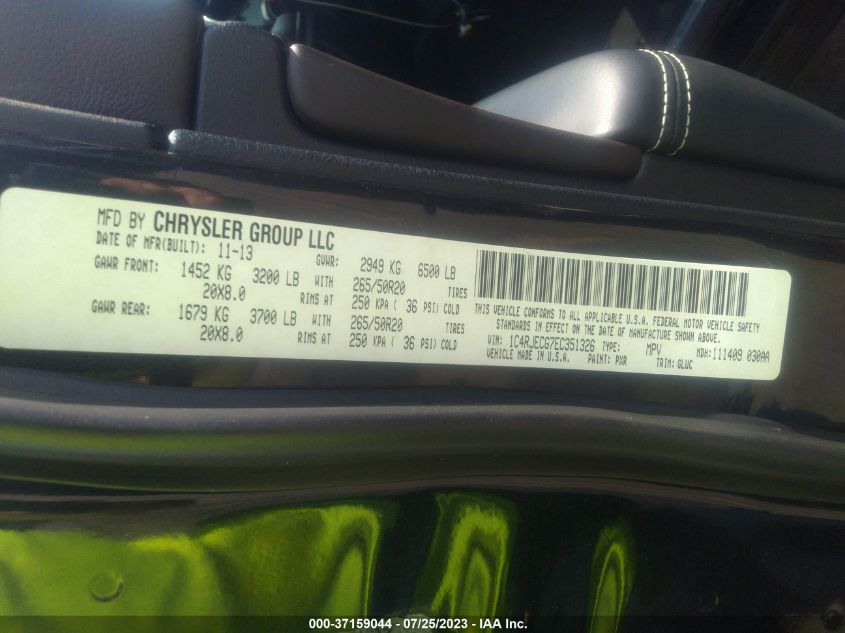 MFD BY CHRYSLER GROUP LLC
DATE OF MFR(BUILT): 11-13 GVWR: 2949 KG 6500 LB
GAWR FRONT: 1452 KG 3200 LB WITH 265/50R20 TIRES
20X8.0 RIMS AT 250 KPA ( 36 PSI) COLD
GAWR REAR: 1679 KG 3700 LB WITH 265/50R20 TIRES
20X8.0 RIMS AT 250 KPA ( 36 PSI) COLD
THIS VEHICLE CONFORMS TO ALL APPLICABLE U.S.A. FEDERAL MOTOR VEHICLE SAFETY
STANDARDS IN EFFECT ON THE DATE OF MANUFACTURE SHOWN ABOVE.
VIN: 1C4RJECG7EC351326 TYPE: MPV MDH: 111409 030AA
VEHICLE MADE IN U.S.A. PAINT: PXR TRIM: GLUC
000-37159044 - 07/25/2023 - IAA Inc.